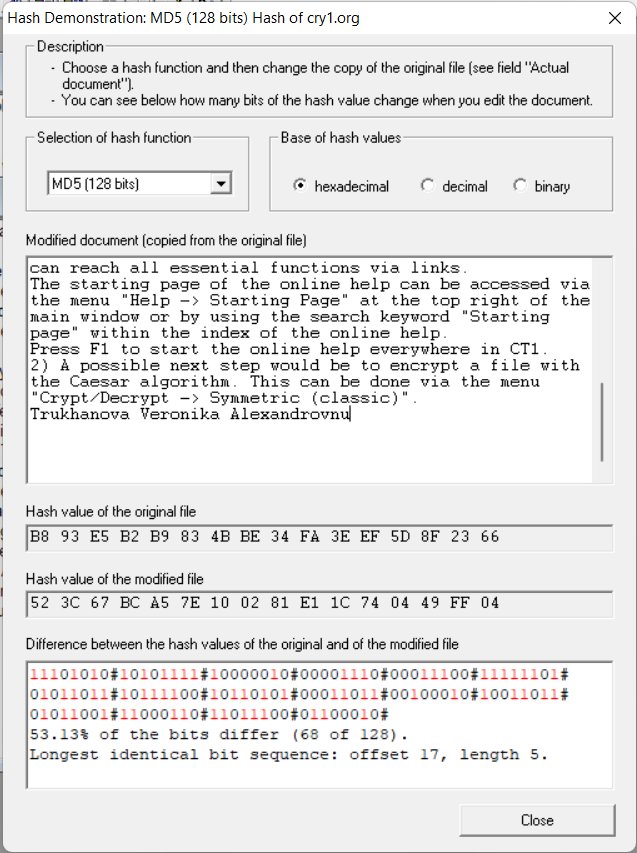 Hash Demonstration: MD5 (128 bits) Hash of cry1.org
Description
- Choose a hash function and then change the copy of the original file (see field "Actual
document").
- You can see below how many bits of the hash value change when you edit the document.
Selection of hash function
MD5 (128 bits)
Base of hash values
hexadecimal
decimal
binary
Modified document (copied from the original file)
can reach all essential functions via links.
The starting page of the online help can be accessed via
the menu "Help -> Starting Page" at the top right of the
main window or by using the search keyword "Starting
page" within the index of the online help.
Press F1 to start the online help everywhere in CT1.
2) A possible next step would be to encrypt a file with
the Caesar algorithm. This can be done via the menu
"Crypt/Decrypt -> Symmetric (classic)".
Trukhanova Veronika Alexandrovnu
Hash value of the original file
B8 93 E5 B2 B9 83 4B BE 34 FA 3E EF 5D 8F 23 66
Hash value of the modified file
52 3C 67 BC A5 7E 10 02 81 E1 1C 74 04 49 FF 04
Difference between the hash values of the original and of the modified file
11101010#10101111#10000010#00001110#00011100#11111101#
01011011#10111100#10110101#00011011#00100010#10011011#
01011001#11000110#11011100#01100010#
53.13% of the bits differ (68 of 128).
Longest identical bit sequence: offset 17, length 5.
Close